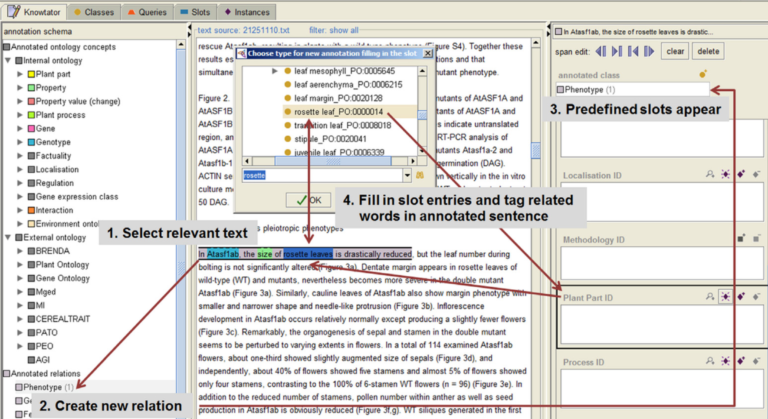 Knowtator
Classes
Queries
Slots
Instances
annotation schema
Annotated ontology concepts
Internal ontology
Plant part
Property
Property value (change)
Plant process
Gene
Genotype
Factuality
Localisation
Regulation
Gene expression class
Interaction
Environment ontolo
External ontology
BRENDA
Plant Ontology
Gene Ontology
Mged
MI
CEREALTRAIT
PATO
PEO
AGI
Annotated relations
Phenotype (1)
2. Create new relation
1. Select relevant text
text source: 21251110.txt
filter: show all
rescue Atasf1ab, resulting in plants with a wild-type phenotype (Figure S4). Together these
results es
simultane
Figure 2.
AtASF1B
AtASF1B
region, an
Atasf1b-1
ACTIN se
culture me
50 DAG.
Choose type for new annotation filling in the slot
leaf mesophyll_PO:0005645
leaf aerenchyma_PO:0006215
leaf margin_PO:0020128
rosette leaf_PO:0000014
transition leaf_PO:0008018
stipule_PO:0020041
juvenile leaf_PO:0006339
rosette
OK
tions and that
mutant phenotype.
mutants of AtASF1A and
utants of AtASF1A and
s indicate untranslated
RT-PCR analysis of
mutants Atasf1a-2 and
germination (DAG).
wn vertically in the in vitro
4. Fill in slot entries and tag related
words in annotated sentence
s pleiotropic phenotypes
In Atasf1ab, the size of rosette leaves is drastically reduced, but the leaf number during
bolting is not significantly altered (Figure 3a). Dentate margin appears in rosette leaves of
wild-type (WT) and mutants, nevertheless becomes more severe in the double mutant
Atasf1ab (Figure 3a). Similarly, cauline leaves of Atasf1ab also show margin phenotype with
smaller and narrower shape and needle-like protrusion (Figure 3b). Inflorescence
development in Atasf1ab occurs relatively normally except producing a slightly fewer flowers
(Figure 3c). Remarkably, the organogenesis of sepal and stamen in the double mutant
seems to be perturbed to varying extents in flowers. In a total of 114 examined Atasf1ab
flowers, about one-third showed slightly augmented size of sepals (Figure 3d), and
independently, about 40% of flowers showed five stamens and almost 5% of flowers showed
only four stamens, contrasting to the 100% of 6-stamen WT flowers (n = 96) (Figure 3e). In
addition to the reduced number of stamens, pollen number within anther as well as seed
production in Atasf1ab is obviously reduced (Figure 3f,g). WT siliques generated in the first
In Atasf1ab, the size of rosette leaves is drastic...
span edit:
clear
delete
annotated class
Phenotype (1)
3. Predefined slots appear
Localisation ID
Methodology ID
Plant Part ID
Process ID